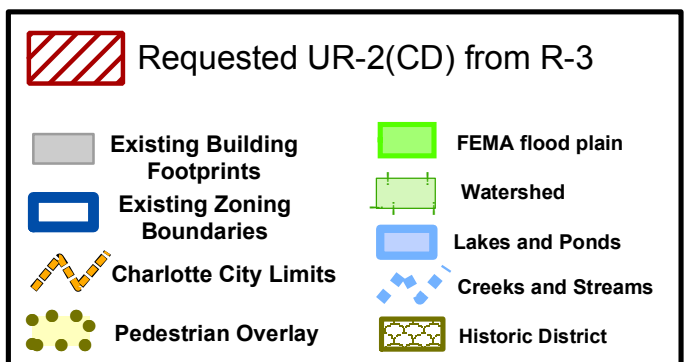 Requested UR-2(CD) from R-3
Existing Building
Footprints
Existing Zoning
Boundaries
Charlotte City Limits
Pedestrian Overlay
FEMA flood plain
Watershed
Lakes and Ponds
Creeks and Streams
Historic District